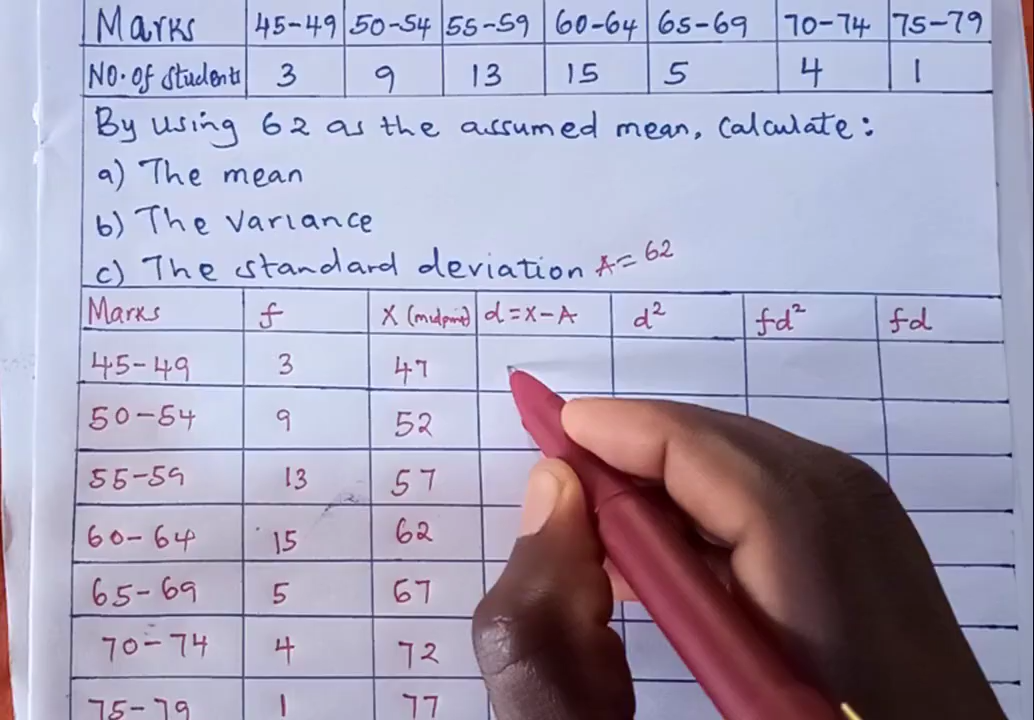 Marks 45-49 50-54 55-59 60-64 65-69 70-74 75-79
NO. of students 3 9 13 15 5 4 1
By using 62 as the assumed mean, calculate:
a) The mean
b) The variance
c) The standard deviation A=62
Marks f X (midpoint) d=X-A d² fd² fd
45-49 3 47
50-54 9 52
55-59 13 57
60-64 15 62
65-69 5 67
70-74 4 72
75-79 1 77